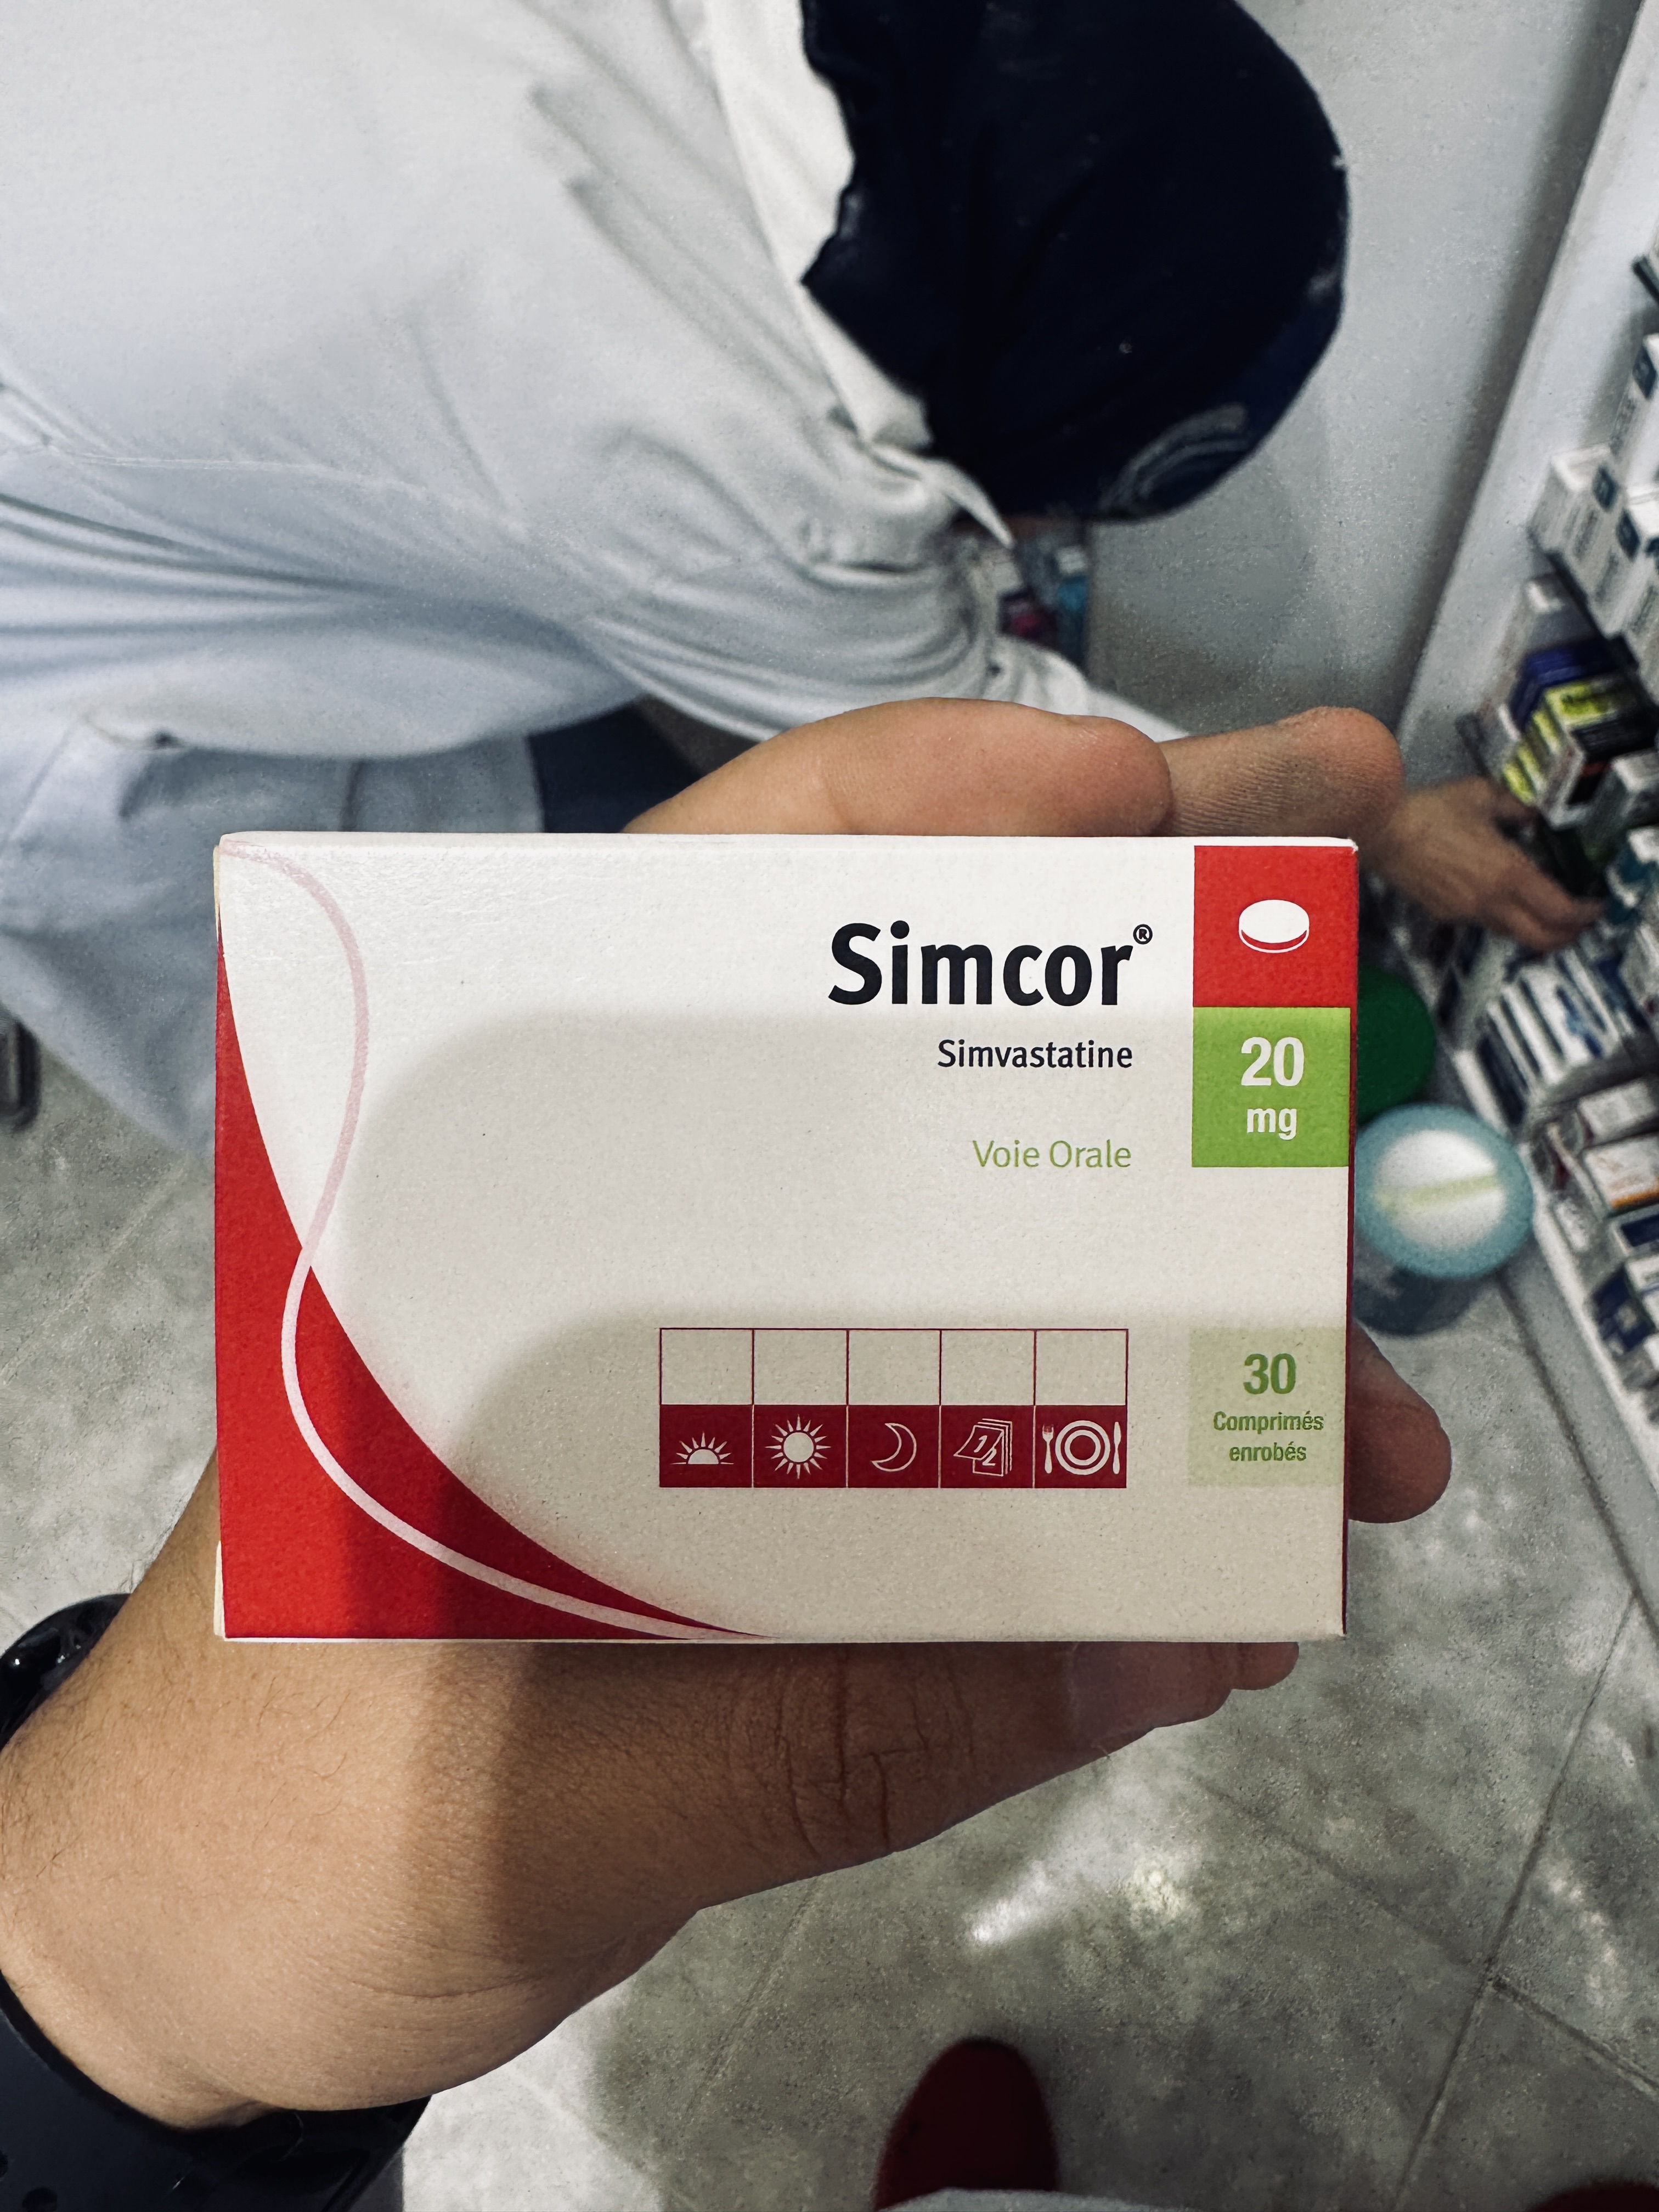 Simcor®
Simvastatine
Voie Orale
20
mg
30
Comprimés
enrobés